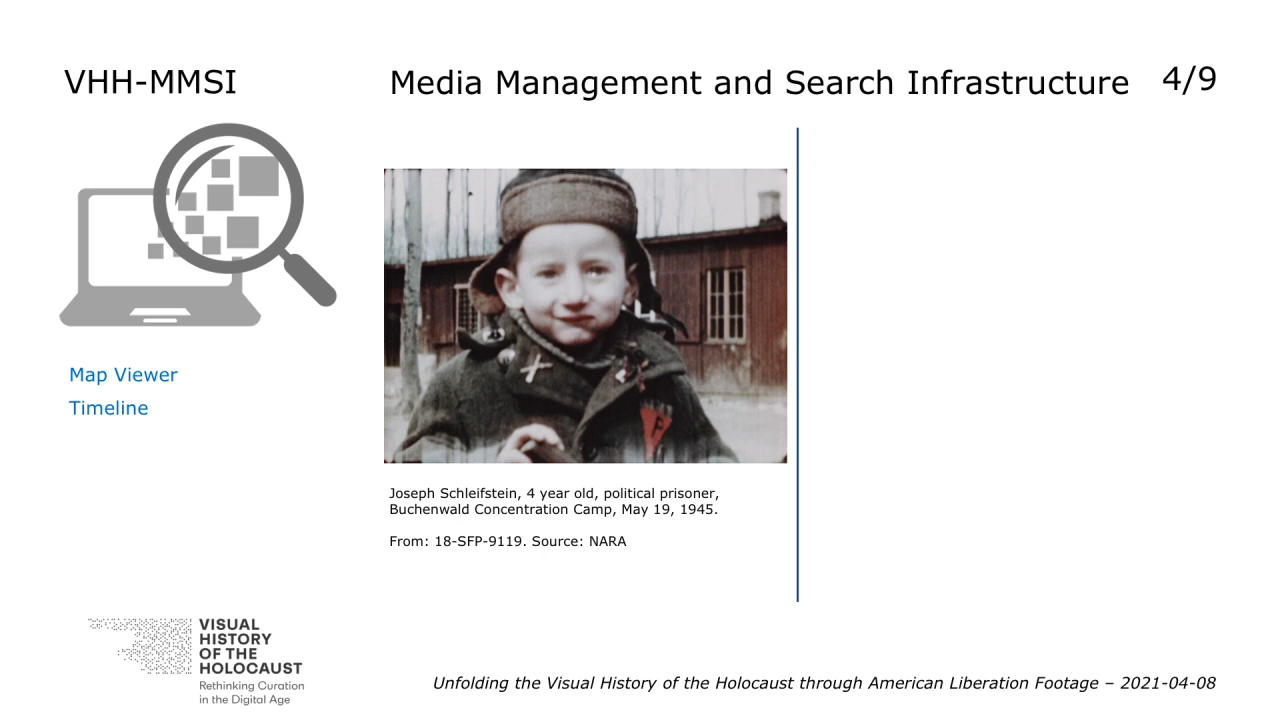 VHH-MMSI
Media Management and Search Infrastructure
4/9
Map Viewer
Timeline
P
Joseph Schleifstein, 4 year old, political prisoner,
Buchenwald Concentration Camp, May 19, 1945.
From: 18-SFP-9119. Source: NARA
VISUAL
HISTORY
OF THE
HOLOCAUST
Rethinking Curation
in the Digital Age
Unfolding the Visual History of the Holocaust through American Liberation Footage – 2021-04-08